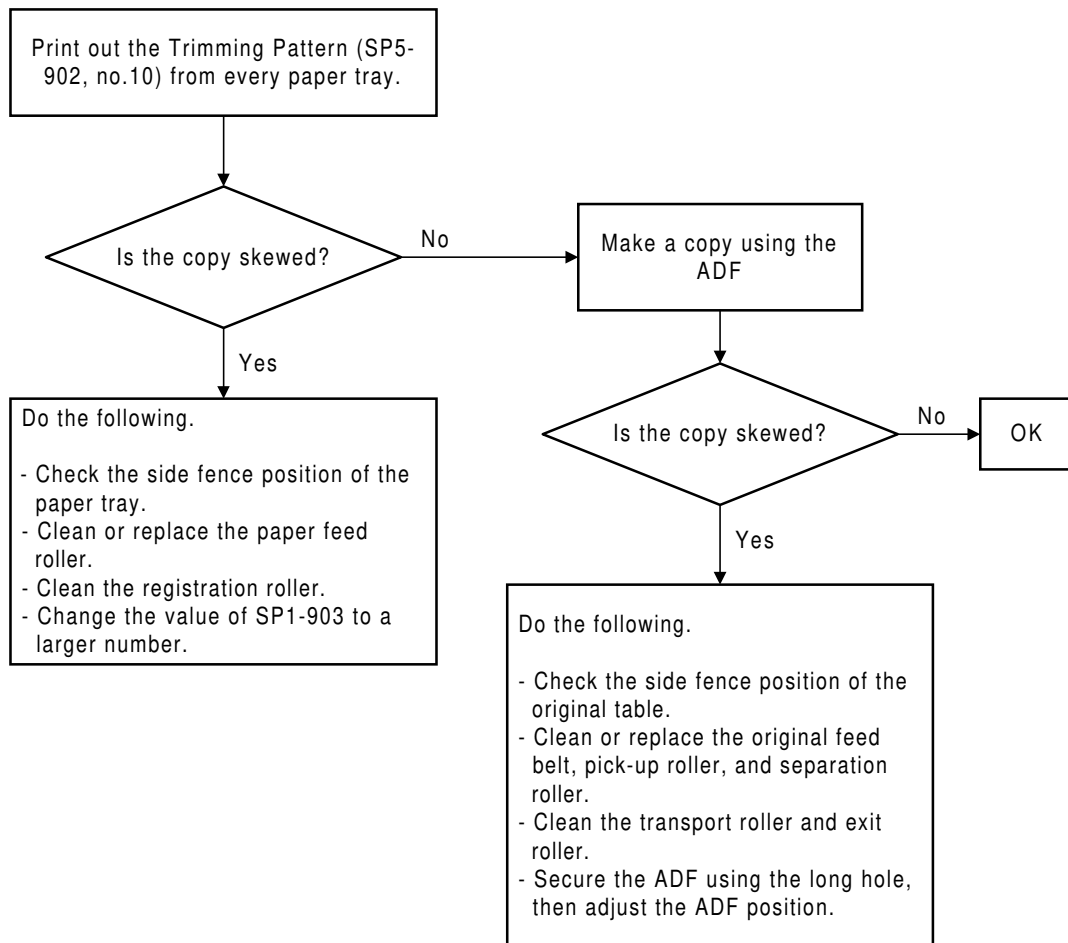 Print out the Trimming Pattern (SP5-
902, no.10) from every paper tray.
Is the copy skewed?
No
Make a copy using the
ADF
Yes
Do the following.
- Check the side fence position of the
paper tray.
- Clean or replace the paper feed
roller.
- Clean the registration roller.
- Change the value of SP1-903 to a
larger number.
Is the copy skewed?
No
OK
Yes
Do the following.
- Check the side fence position of the
original table.
- Clean or replace the original feed
belt, pick-up roller, and separation
roller.
- Clean the transport roller and exit
roller.
- Secure the ADF using the long hole,
then adjust the ADF position.